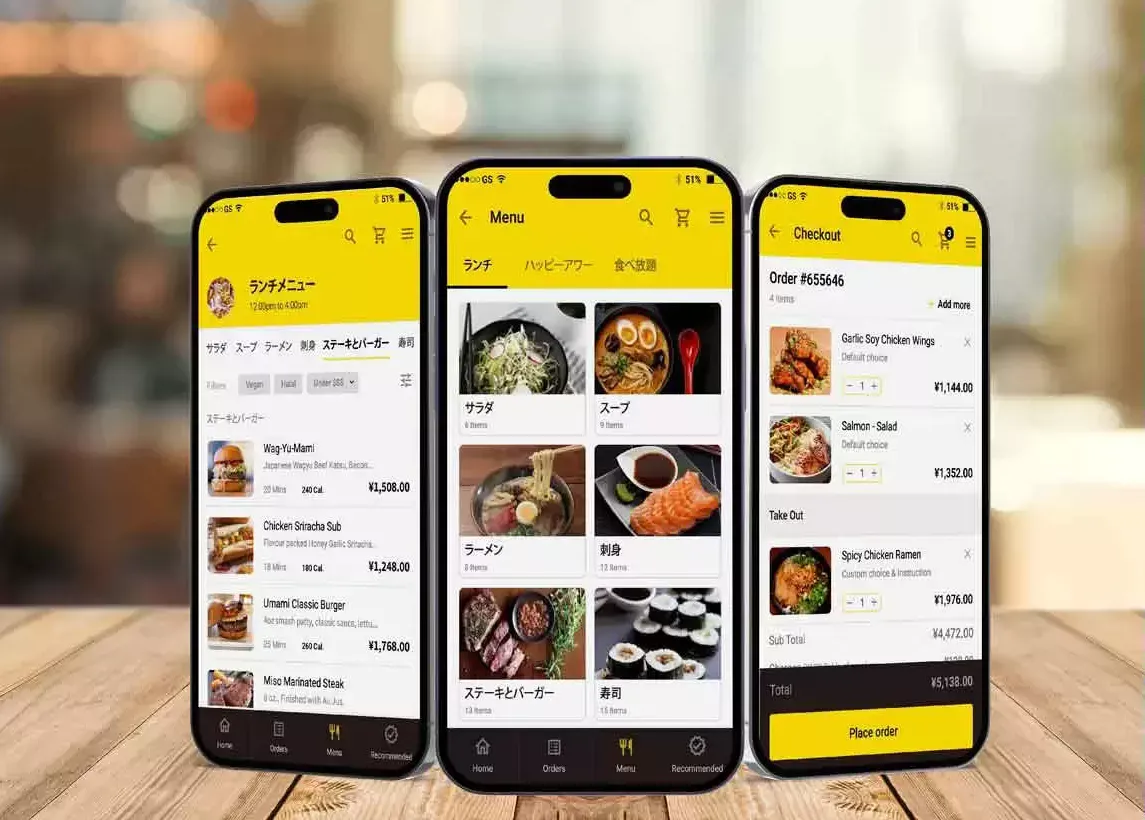 GS
51%
ランチメニュー
12:00pm to 4:00pm
サラダ スープ ラーメン 刺身 ステーキとバーガー 寿司
Filters Vegan Halal Under $$$
ステーキとバーガー
Wag-Yu-Mami
Japanese Wagyu Beef Katsu, Bacon...
20 Mins 240 Cal. ¥1,508.00
Chicken Sriracha Sub
Flavour packed Honey Garlic Sriracha...
18 Mins 180 Cal. ¥1,248.00
Umami Classic Burger
4oz smash patty, classic sauce, lettu...
25 Mins 260 Cal. ¥1,768.00
Miso Marinated Steak
8 oz., Finished with Au Jus.
Home Orders Menu Recommended
GS 51%
Menu
ランチ ハッピーアワー 食べ放題
サラダ スープ
6 Items 9 Items
ラーメン 刺身
8 Items 12 Items
ステーキとバーガー 寿司
13 Items 15 Items
Home Orders Menu Recommended
GS 51%
Checkout 3
Order #655646
4 Items
+ Add more
Garlic Soy Chicken Wings X
Default choice
− 1 + ¥1,144.00
Salmon - Salad X
Default choice
− 1 + ¥1,352.00
Take Out
Spicy Chicken Ramen X
Custom choice & Instruction
− 1 + ¥1,976.00
Sub Total ¥4,472.00
Total ¥5,138.00
Place order